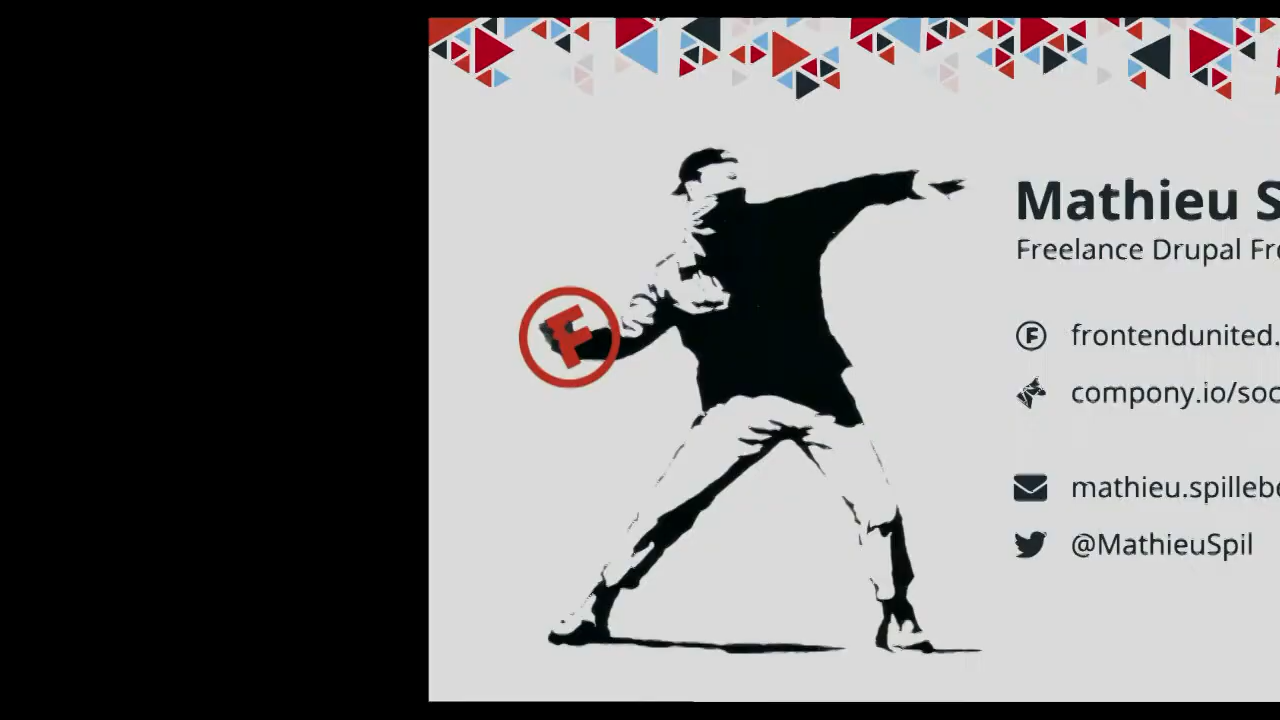 F
Mathieu S
Freelance Drupal Fr
frontendunited.
compony.io/soc
mathieu.spillebe
@MathieuSpil